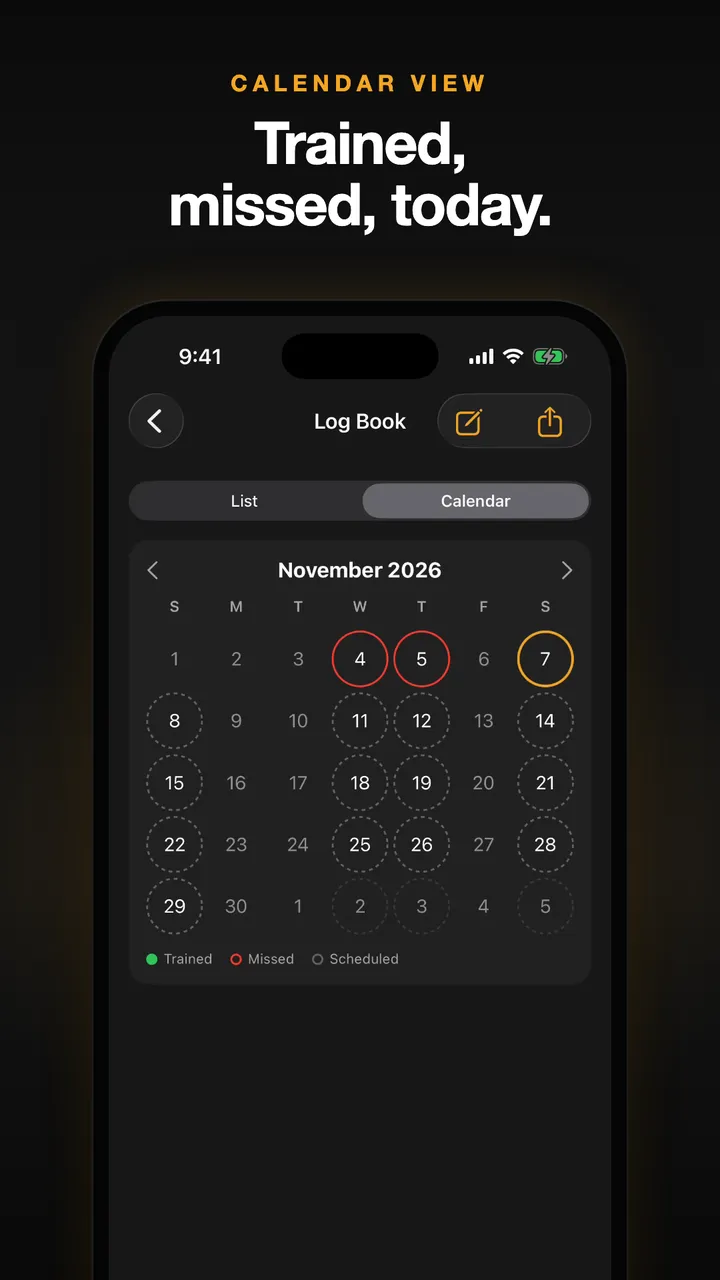 CALENDAR VIEW
Trained,
missed, today.
9:41
Log Book
List Calendar
November 2026
S M T W T F S
1 2 3 4 5 6 7
8 9 10 11 12 13 14
15 16 17 18 19 20 21
22 23 24 25 26 27 28
29 30 1 2 3 4 5
Trained Missed Scheduled